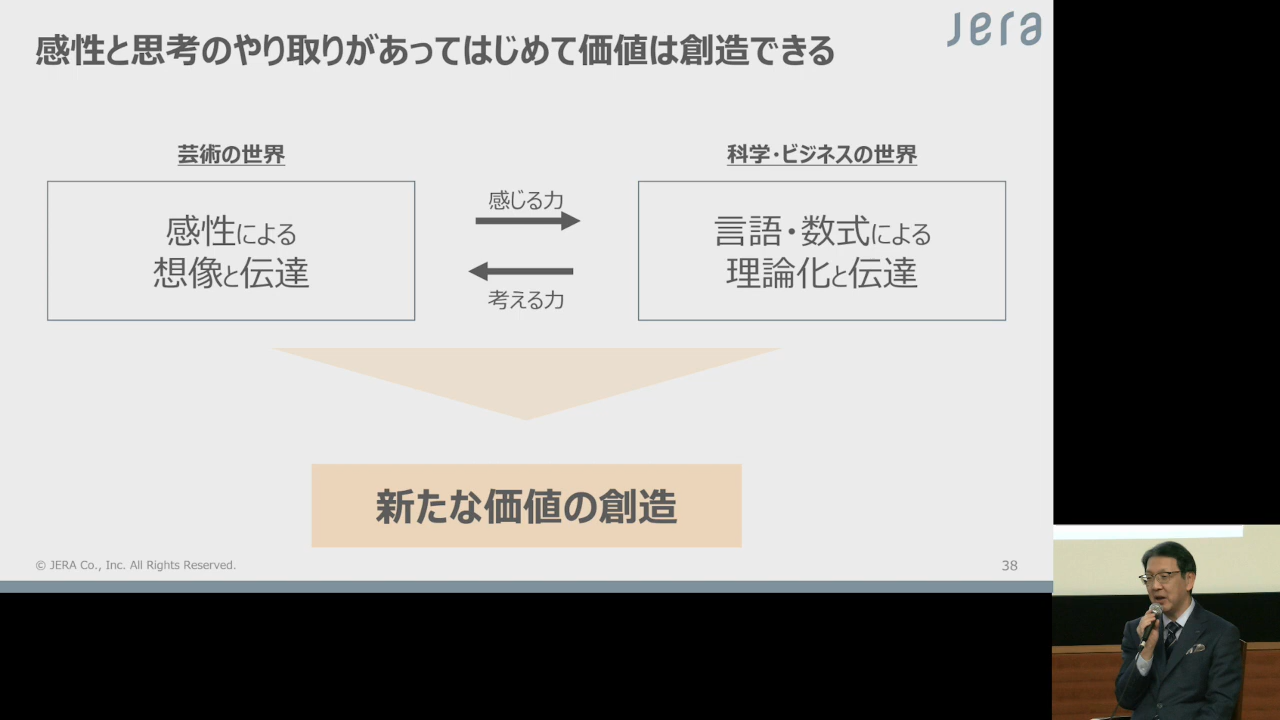 感性と思考のやり取りがあってはじめて価値は創造できる
jera
芸術の世界
感性による
想像と伝達
感じる力
考える力
科学・ビジネスの世界
言語・数式による
理論化と伝達
新たな価値の創造
© JERA Co., Inc. All Rights Reserved.
38